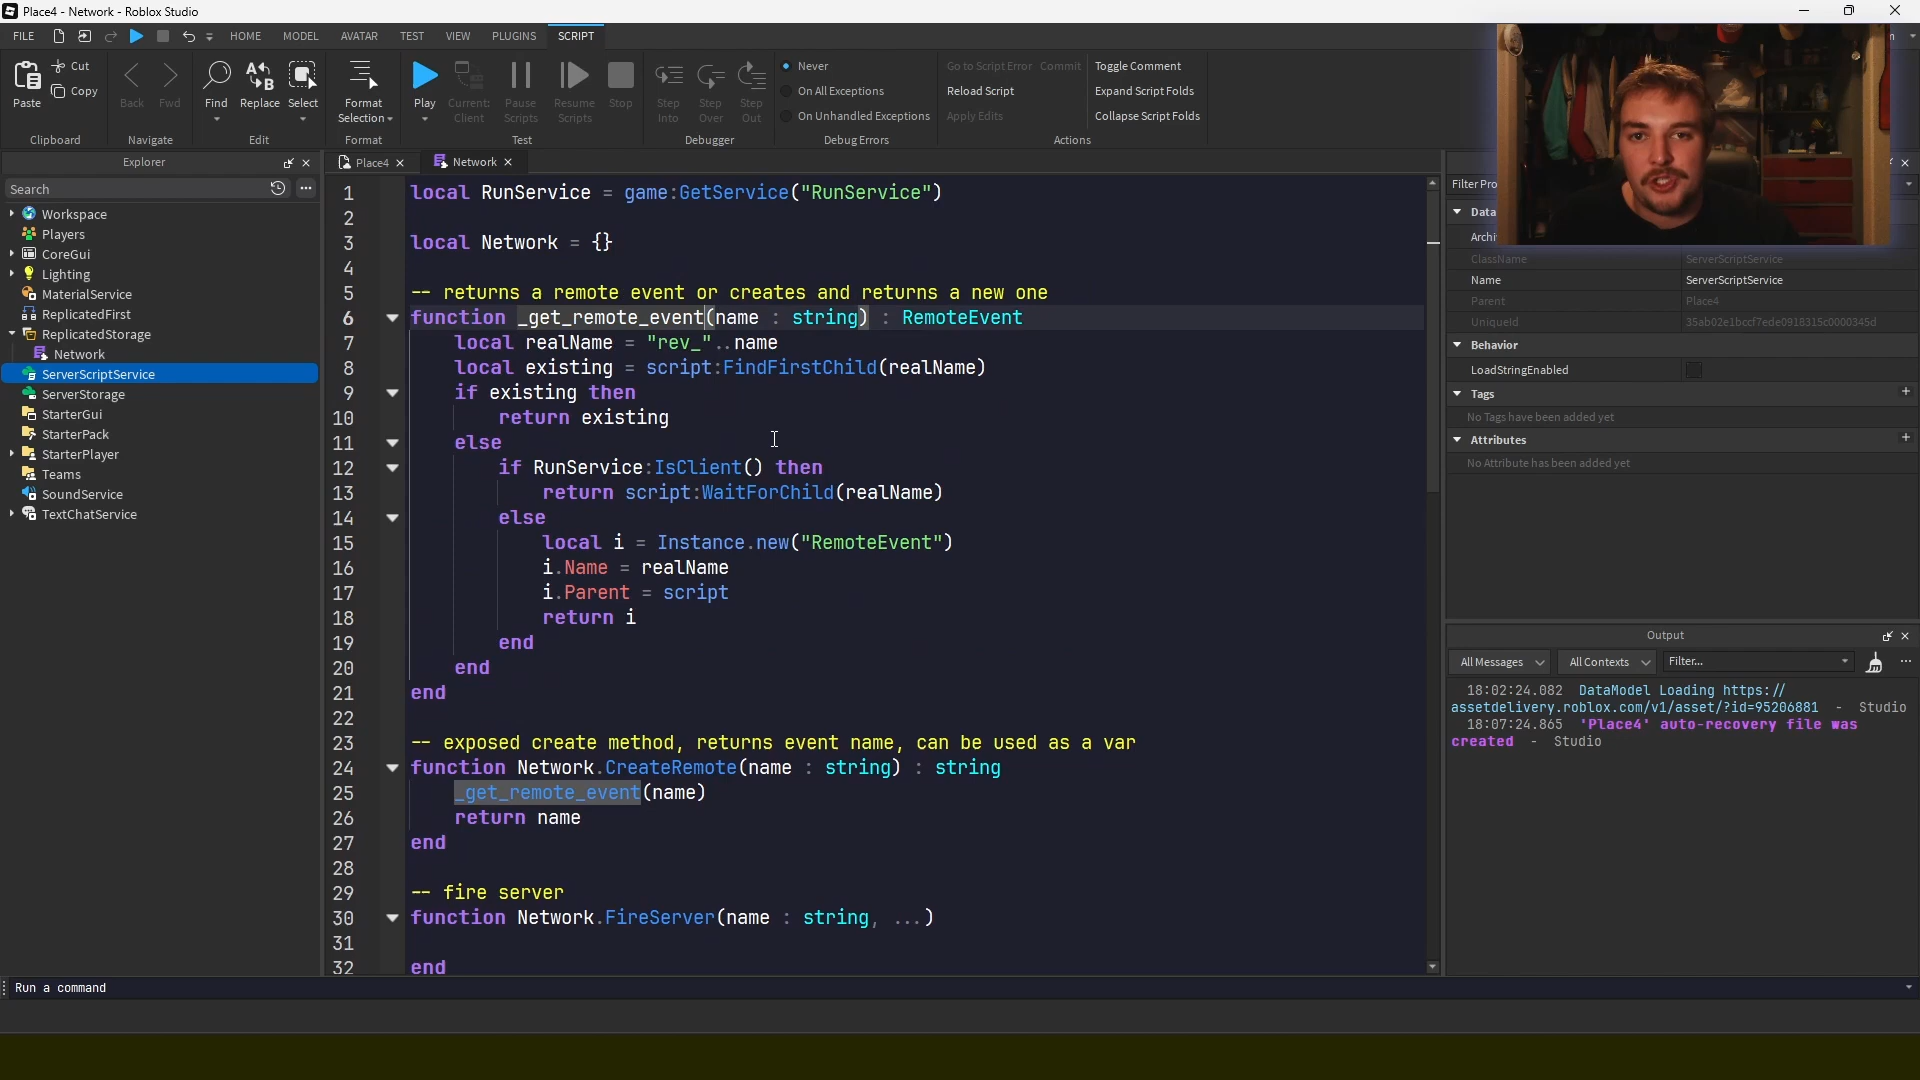 Place4 - Network - Roblox Studio
FILE
HOME
MODEL
AVATAR
TEST
VIEW
PLUGINS
SCRIPT
Paste
Cut
Copy
Clipboard
Back
Fwd
Navigate
Find
Replace
Select
Edit
Format Selection
Format
Play
Current: Client
Pause Scripts
Resume Scripts
Stop
Test
Step Into
Step Over
Step Out
Debugger
Never
On All Exceptions
On Unhandled Exceptions
Debug Errors
Go to Script Error
Commit
Reload Script
Apply Edits
Toggle Comment
Expand Script Folds
Collapse Script Folds
Actions
Explorer
Search
Workspace
Players
CoreGui
Lighting
MaterialService
ReplicatedFirst
ReplicatedStorage
Network
ServerScriptService
ServerStorage
StarterGui
StarterPack
StarterPlayer
Teams
SoundService
TextChatService
Place4
Network
1 local RunService = game:GetService("RunService")
2
3 local Network = {}
4
5 -- returns a remote event or creates and returns a new one
6 function _get_remote_event(name : string) : RemoteEvent
7 local realName = "rev_"..name
8 local existing = script:FindFirstChild(realName)
9 if existing then
10 return existing
11 else
12 if RunService:IsClient() then
13 return script:WaitForChild(realName)
14 else
15 local i = Instance.new("RemoteEvent")
16 i.Name = realName
17 i.Parent = script
18 return i
19 end
20 end
21 end
22
23 -- exposed create method, returns event name, can be used as a var
24 function Network.CreateRemote(name : string) : string
25 _get_remote_event(name)
26 return name
27 end
28
29 -- fire server
30 function Network.FireServer(name : string, ...)
31
32 end
Filter Pro
Data
Archi
ClassName ServerScriptService
Name ServerScriptService
Parent Place4
UniqueId 35ab02e1bccf7ede0918315c0000345d
Behavior
LoadStringEnabled
Tags
No Tags have been added yet
Attributes
No Attribute has been added yet
Output
All Messages
All Contexts
Filter...
18:02:24.082 DataModel Loading https://
assetdelivery.roblox.com/v1/asset/?id=95206881 - Studio
18:07:24.865 'Place4' auto-recovery file was
created - Studio
Run a command